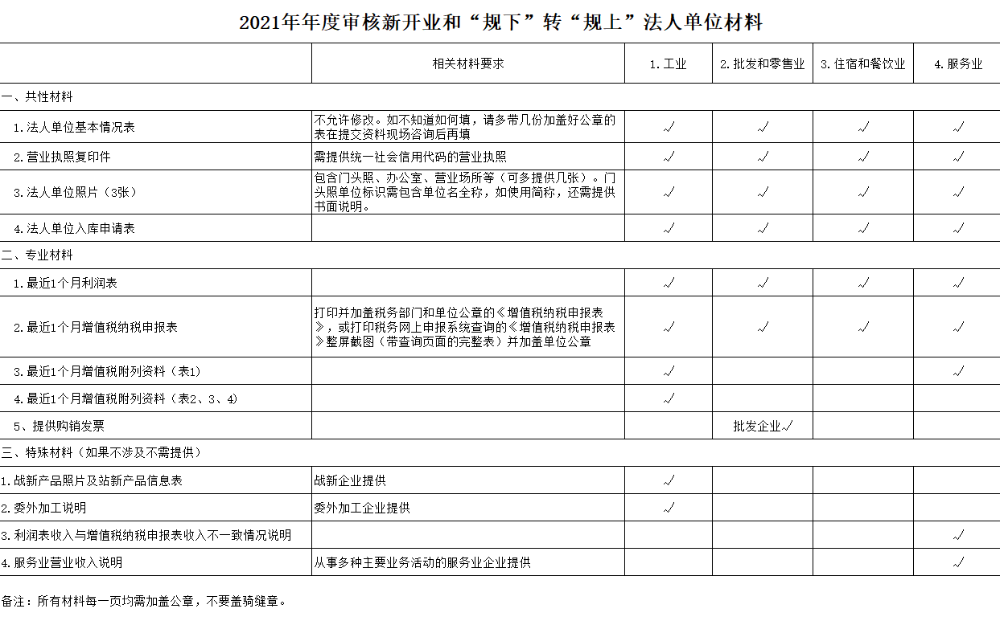 2021年年度审核新开业和“规下”转“规上”法人单位材料
相关材料要求 1.工业 2.批发和零售业 3.住宿和餐饮业 4.服务业
一、共性材料
1.法人单位基本情况表 不允许修改。如不知道如何填，请多带几份加盖好公章的
表在提交资料现场咨询后再填 √ √ √ √
2.营业执照复印件 需提供统一社会信用代码的营业执照 √ √ √ √
3.法人单位照片（3张） 包含门头照、办公室、营业场所等（可多提供几张）。门
头照单位标识需包含单位名全称，如使用简称，还需提供
书面说明。 √ √ √ √
4.法人单位入库申请表 √ √ √ √
二、专业材料
1.最近1个月利润表 √ √ √ √
2.最近1个月增值税纳税申报表 打印并加盖税务部门和单位公章的《增值税纳税申报表
》，或打印税务网上申报系统查询的《增值税纳税申报表
》整屏截图（带查询页面的完整表）并加盖单位公章 √ √ √ √
3.最近1个月增值税附列资料（表1） √ √
4.最近1个月增值税附列资料（表2、3、4） √
5、提供购销发票 批发企业√
三、特殊材料（如果不涉及不需提供）
1.战新产品照片及站新产品信息表 战新企业提供 √
2.委外加工说明 委外加工企业提供 √
3.利润表收入与增值税纳税申报表收入不一致情况说明 √
4.服务业营业收入说明 从事多种主要业务活动的服务业企业提供 √
备注：所有材料每一页均需加盖公章，不要盖骑缝章。